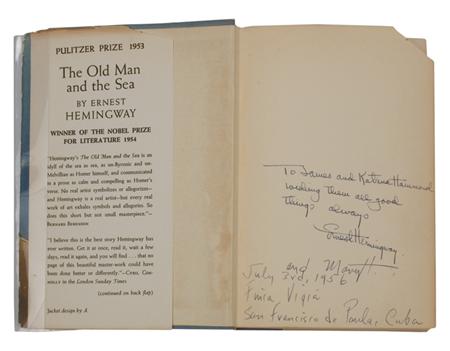 PULITZER PRIZE 1953
The Old Man
and the Sea
BY ERNEST
HEMINGWAY
WINNER OF THE NOBEL PRIZE
FOR LITERATURE 1954
"Hemingway's The Old Man and the Sea is an
idyll of the sea as sea, as un-Byronic and un-
Melvillian as Homer himself, and communicated
in a prose as calm and compelling as Homer's
verse. No real artist symbolizes or allegorizes—
and Hemingway is a real artist—but every real
work of art exhales symbols and allegories. So
does this short but not small masterpiece."—
BERNARD BERENSON
"I believe this is the best story Hemingway has
ever written. Get it at once, read it, wait a few
days, read it again, and you will find . . . that no
page of this beautiful master-work could have
been done better or differently."—CYRIL CON-
NOLLY in the London Sunday Times
(continued on back flap)
Jacket design by A
To James and Katrina Hammond
wishing them all good
things always
Ernest Hemingway.
and Mary H.
July 3rd, 1956
Finca Vigia
San Francisco de Paula, Cuba